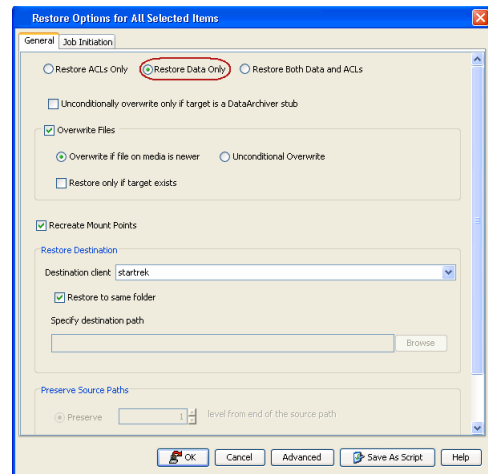 Restore Options for All Selected Items
General Job Initiation
Restore ACLs Only Restore Data Only Restore Both Data and ACLs
Unconditionally overwrite only if target is a DataArchiver stub
Overwrite Files
Overwrite if file on media is newer Unconditional Overwrite
Restore only if target exists
Recreate Mount Points
Restore Destination
Destination client startrek
Restore to same folder
Specify destination path
Browse
Preserve Source Paths
Preserve 1 level from end of the source path
OK Cancel Advanced Save As Script Help